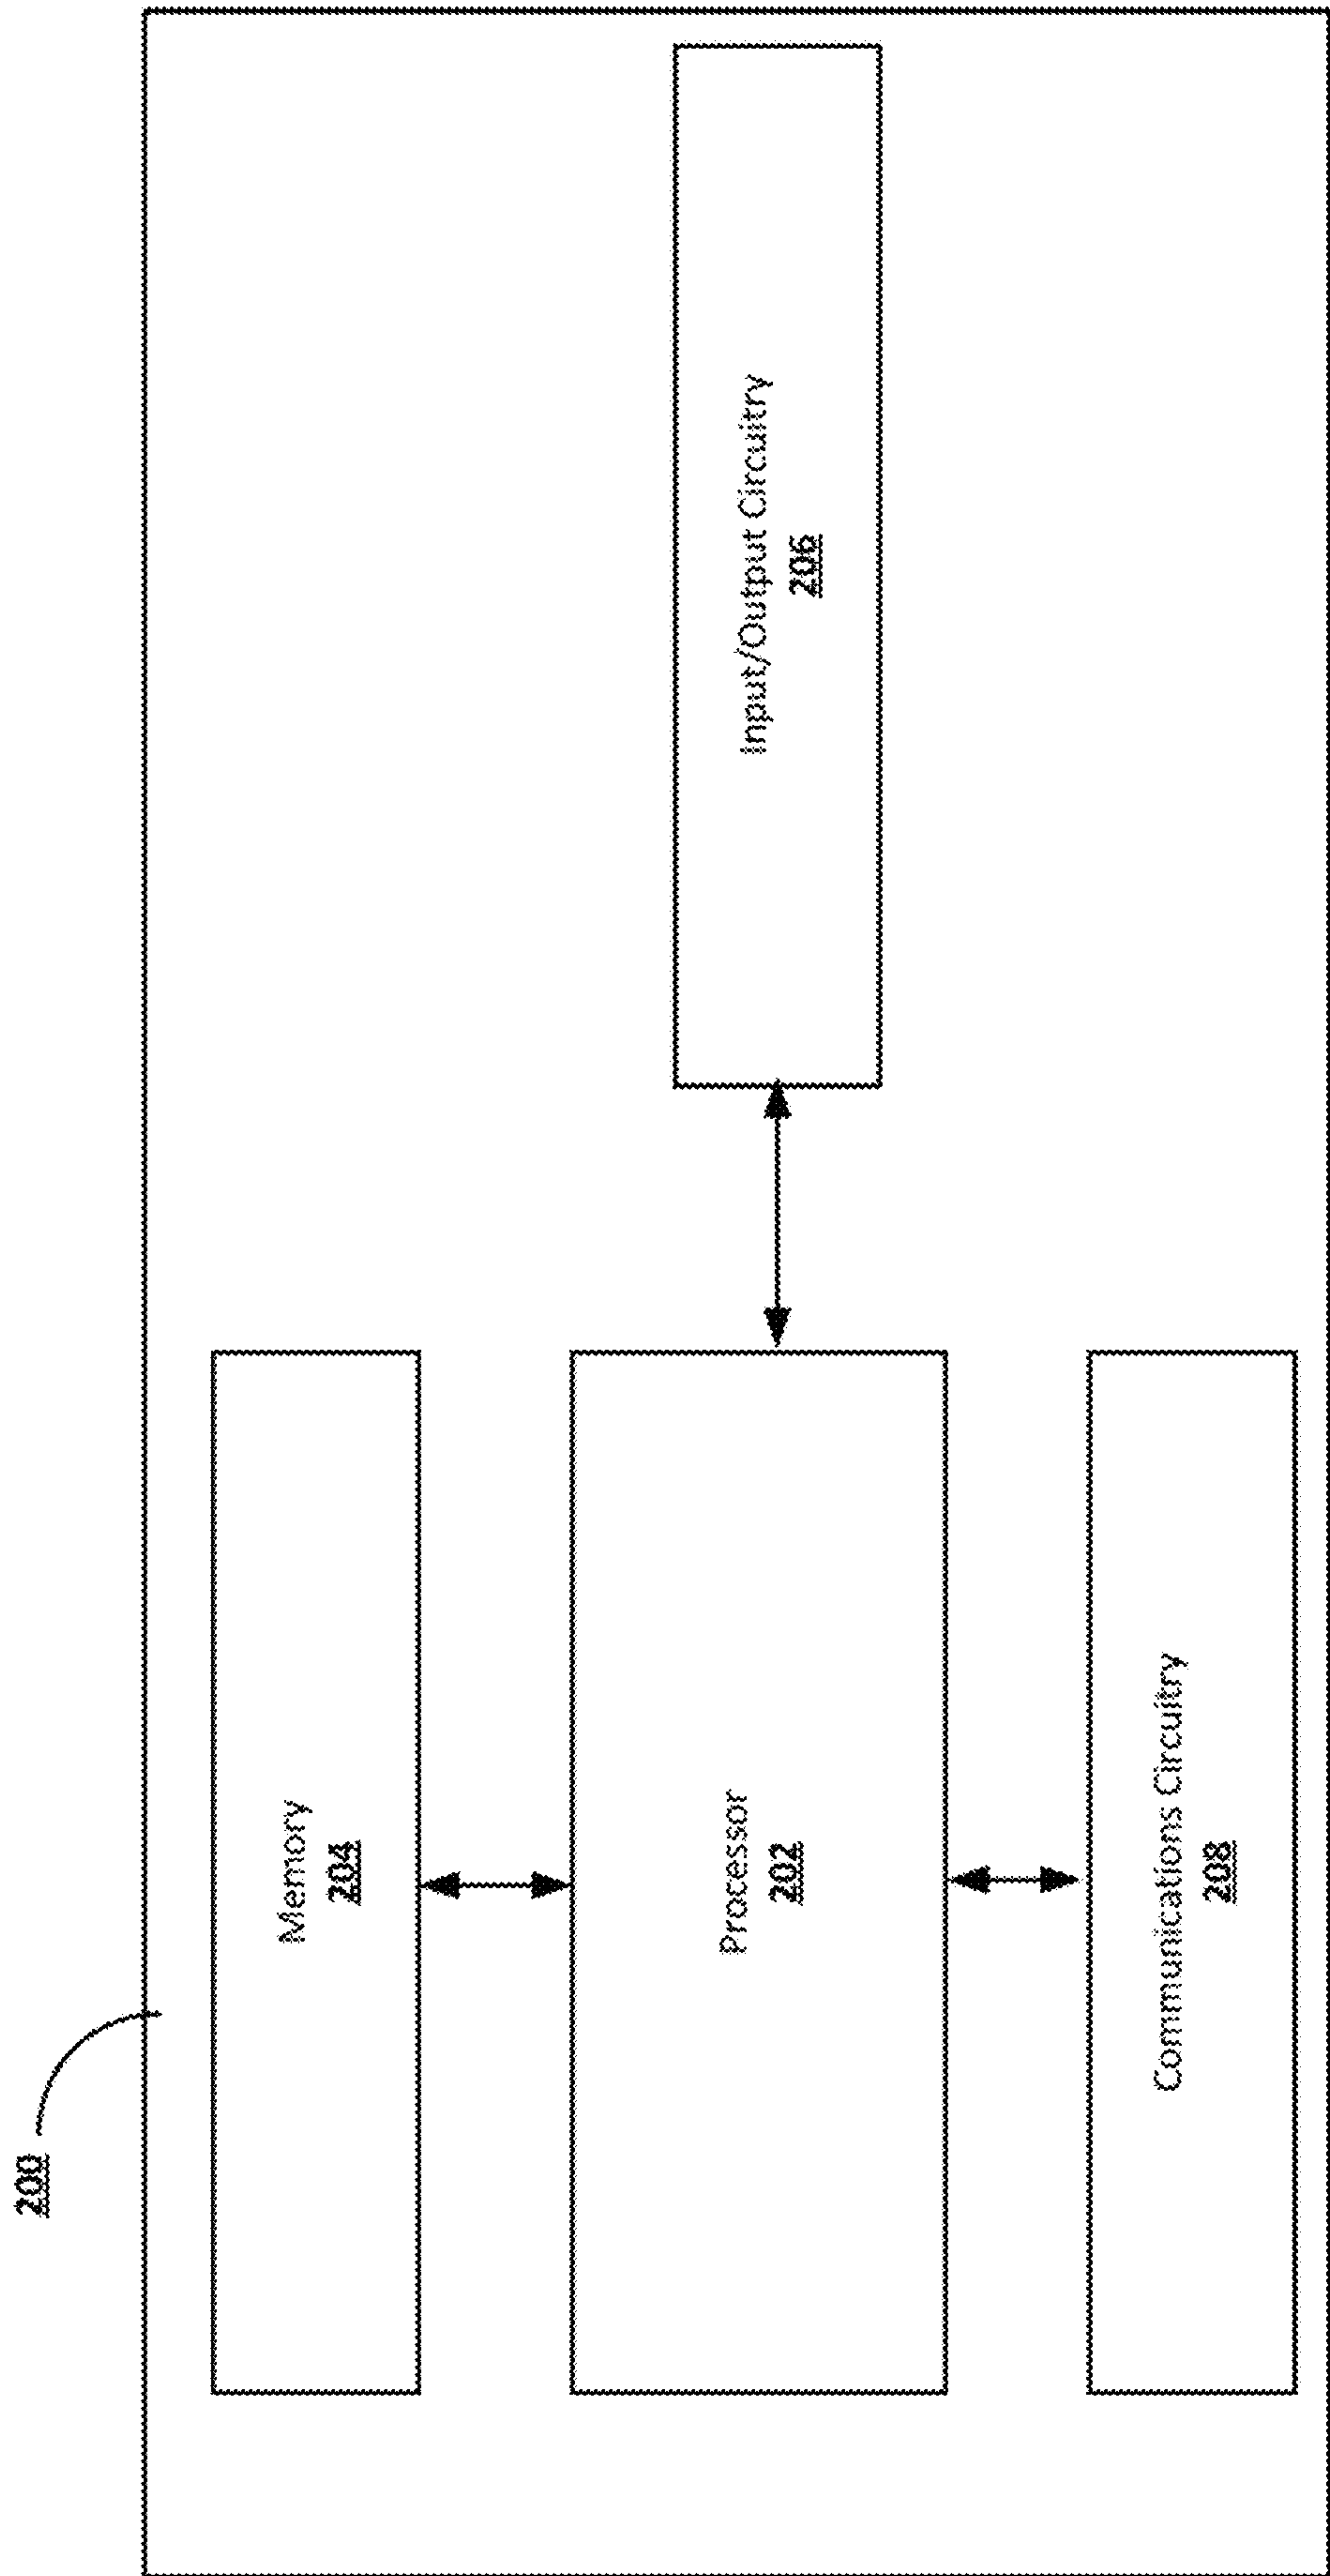 200
Memory
204
Processor
202
Input/Output Circuitry
206
Communications Circuitry
208